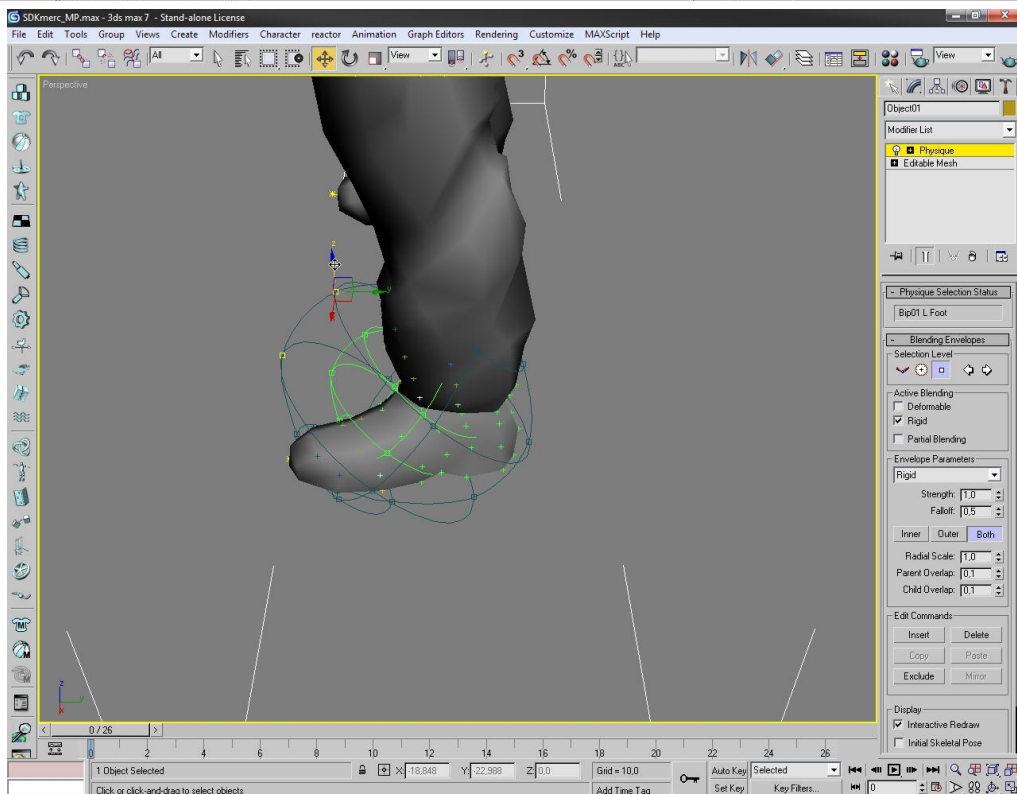 SDKmerc_MP.max - 3ds max 7 - Stand-alone License
File Edit Tools Group Views Create Modifiers Character reactor Animation Graph Editors Rendering Customize MAXScript Help
All
View
View
Perspective
Object01
Modifier List
Physique
Editable Mesh
Physique Selection Status
Bip01 L Foot
Blending Envelopes
Selection Level
Active Blending
Deformable
Rigid
Partial Blending
Envelope Parameters
Rigid
Strength: 1,0
Falloff: 0,5
Inner Outer Both
Radial Scale: 1,0
Parent Overlap: 0,1
Child Overlap: 0,1
Edit Commands
Insert Delete
Copy Paste
Exclude Mirror
Display
Interactive Redraw
Initial Skeletal Pose
z
y
z
y
x
0 / 26
0 2 4 6 8 10 12 14 16 18 20 22 24 26
1 Object Selected X: -18,848 Y: -22,988 Z: 0,0 Grid = 10,0 Auto Key Selected
Click or click-and-drag to select objects Add Time Tag Set Key Key Filters... 0